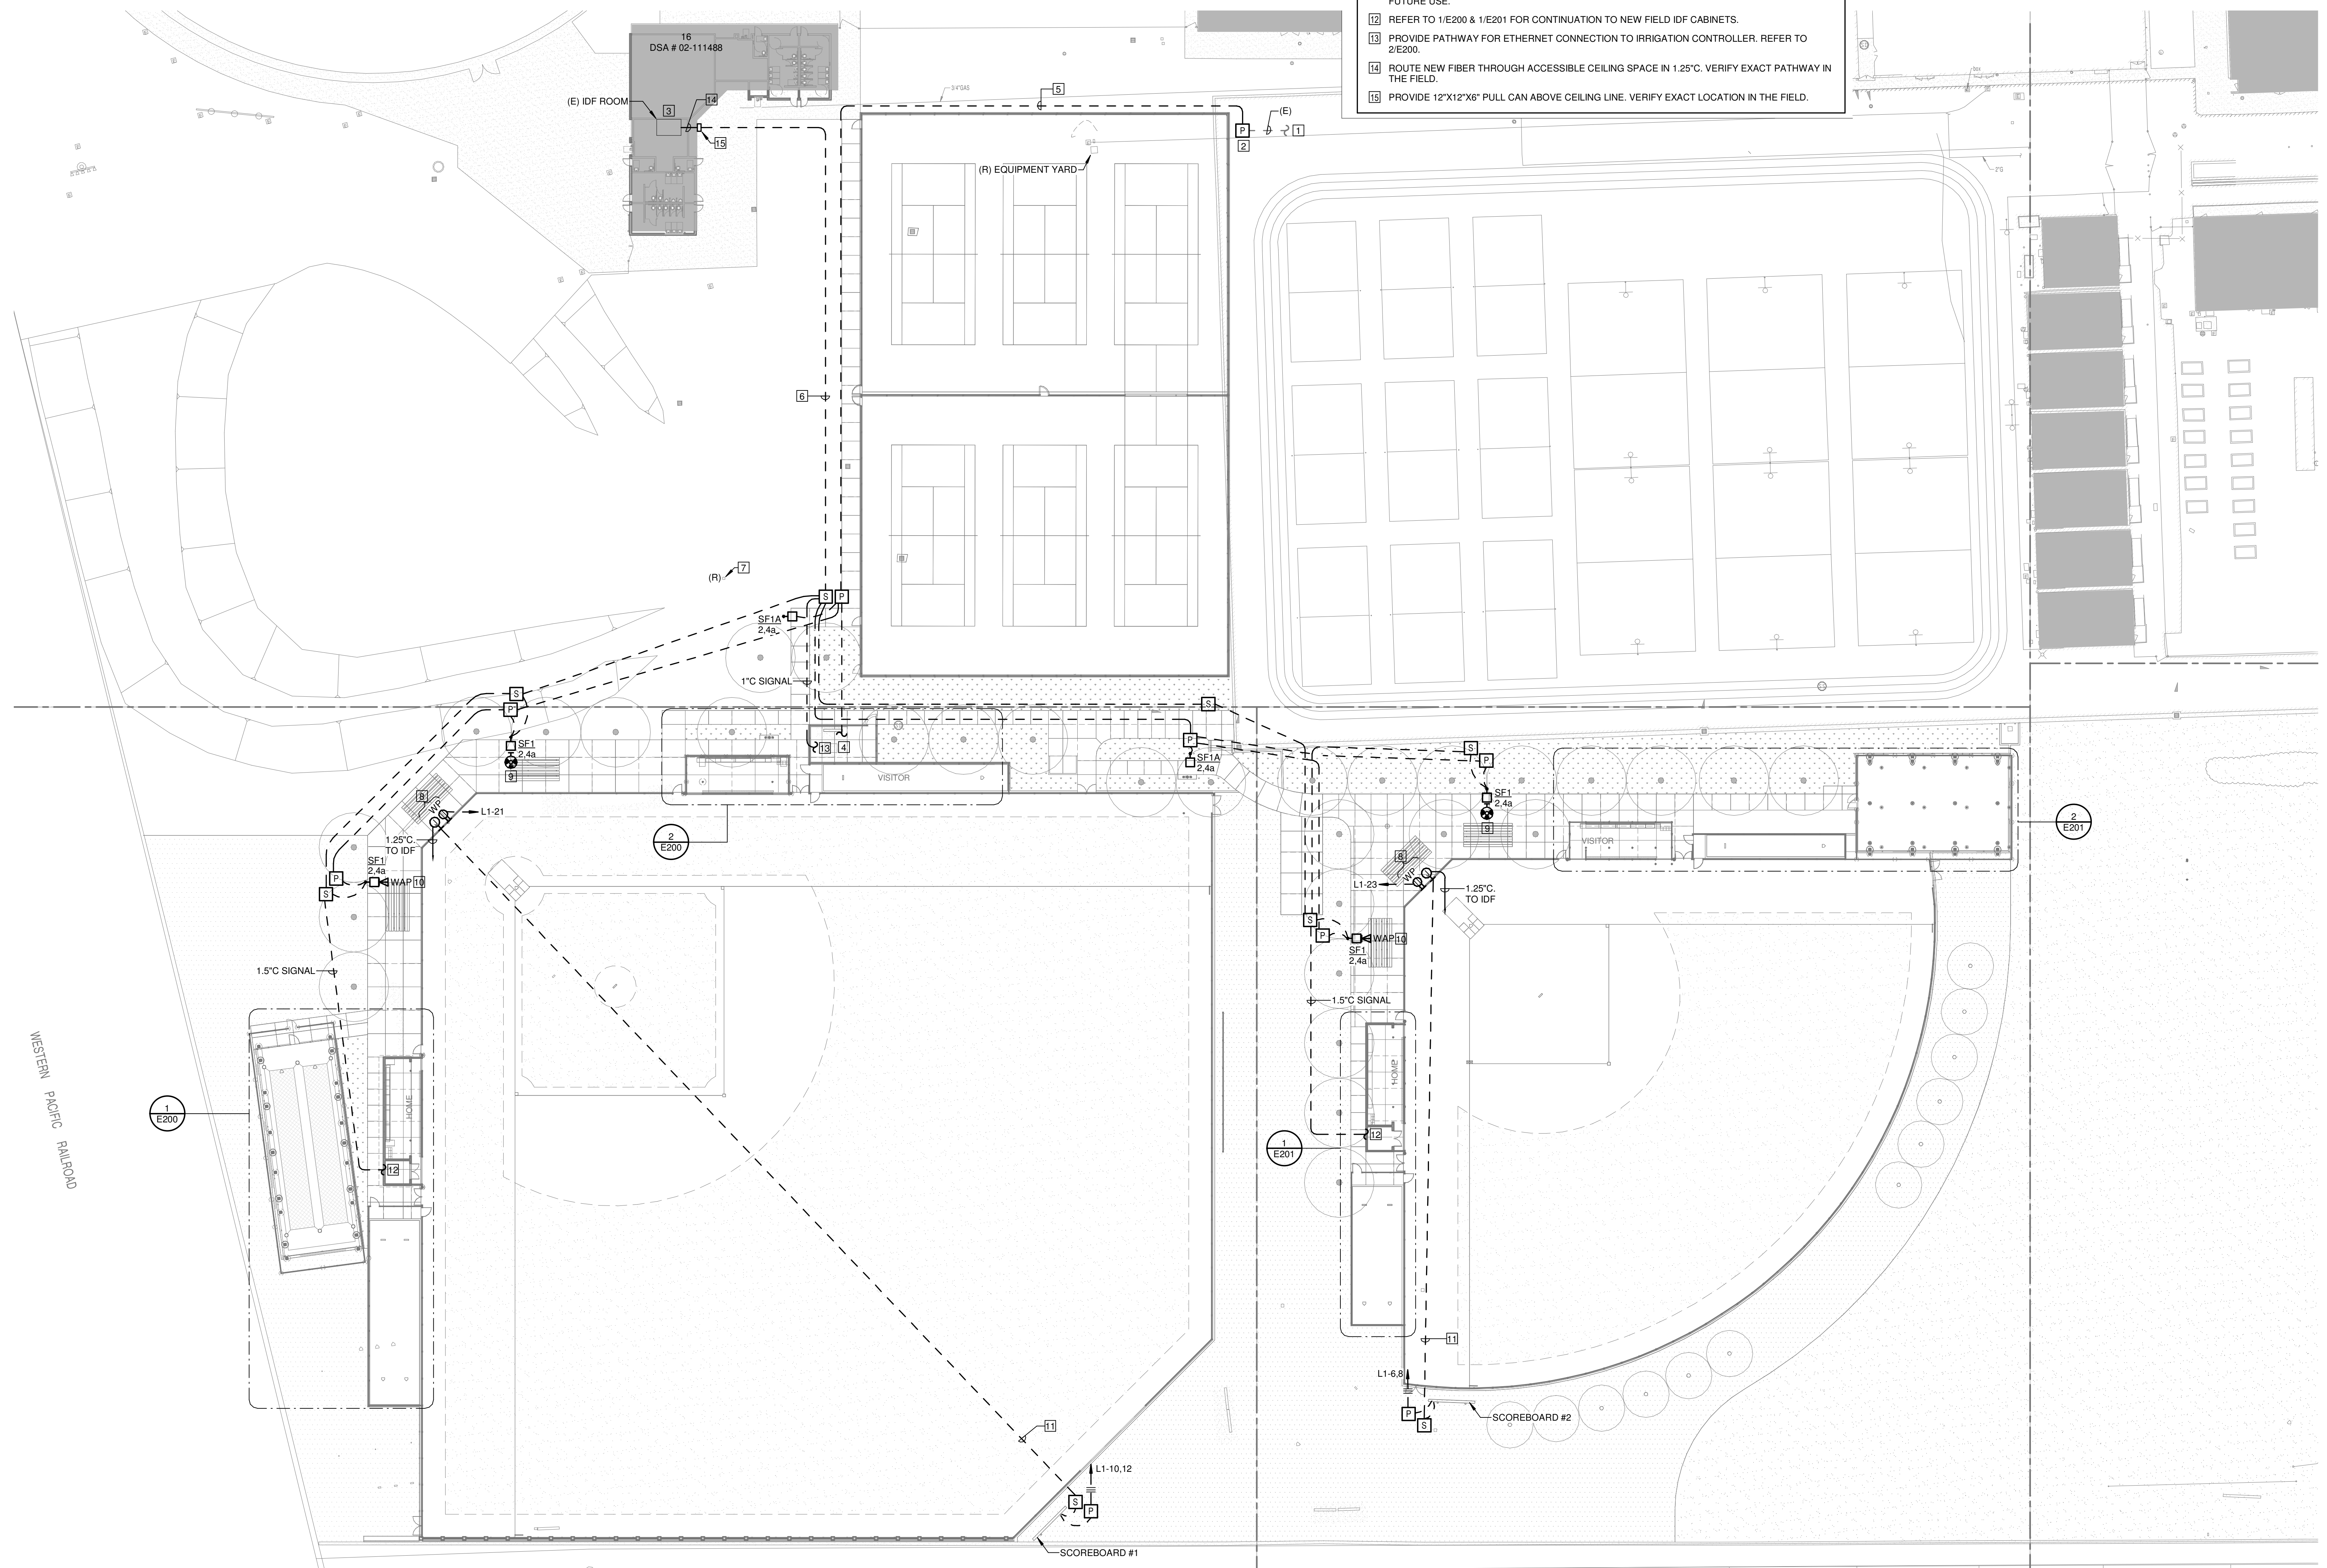 FUTURE USE.
12 REFER TO 1/E200 & 1/E201 FOR CONTINUATION TO NEW FIELD IDF CABINETS.
13 PROVIDE PATHWAY FOR ETHERNET CONNECTION TO IRRIGATION CONTROLLER. REFER TO
2/E200.
14 ROUTE NEW FIBER THROUGH ACCESSIBLE CEILING SPACE IN 1.25"C. VERIFY EXACT PATHWAY IN
THE FIELD.
15 PROVIDE 12"X12"X6" PULL CAN ABOVE CEILING LINE. VERIFY EXACT LOCATION IN THE FIELD.
16
DSA # 02-111488
(E) IDF ROOM
3
14
15
3/4"GAS
5
(E)
P
1
2
(R) EQUIPMENT YARD
2"G
6
(R)
7
S
P
SF1A
2,4a
1"C SIGNAL
S
P
SF1
2,4a
9
13
4
VISITOR
S
P
SF1A
2,4a
S
P
SF1
2,4a
9
VISITOR
2
E200
2
E201
8
WP
L1-21
1.25"C.
TO IDF
SF1
2,4a
P
S
WAP 10
8
WP
L1-23
1.25"C.
TO IDF
S
P
WAP 10
SF1
2,4a
1.5"C SIGNAL
1.5"C SIGNAL
WESTERN PACIFIC RAILROAD
HOME
HOME
1
E200
12
1
E201
12
11
L1-6,8
P
S
SCOREBOARD #2
11
L1-10,12
S
P
SCOREBOARD #1